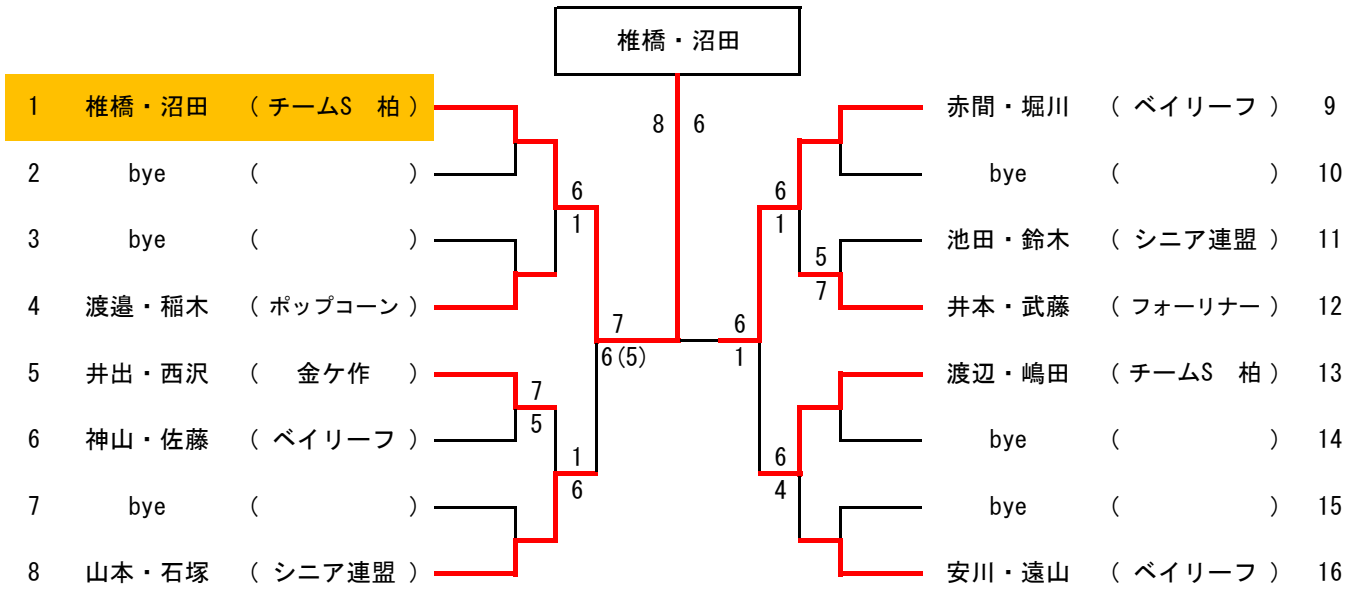 椎橋・沼田
8 6
1 椎橋・沼田 ( チームS 柏 )
赤間・堀川 ( ベイリーフ ) 9
2 bye ( )
bye ( ) 10
6
1
6
1
3 bye ( )
池田・鈴木 ( シニア連盟 ) 11
5
7
4 渡邉・稲木 ( ポップコーン )
井本・武藤 ( フォーリナー ) 12
7
6(5)
6
1
5 井出・西沢 ( 金ケ作 )
渡辺・嶋田 ( チームS 柏 ) 13
7
5
6 神山・佐藤 ( ベイリーフ )
bye ( ) 14
1
6
6
4
7 bye ( )
bye ( ) 15
8 山本・石塚 ( シニア連盟 )
安川・遠山 ( ベイリーフ ) 16